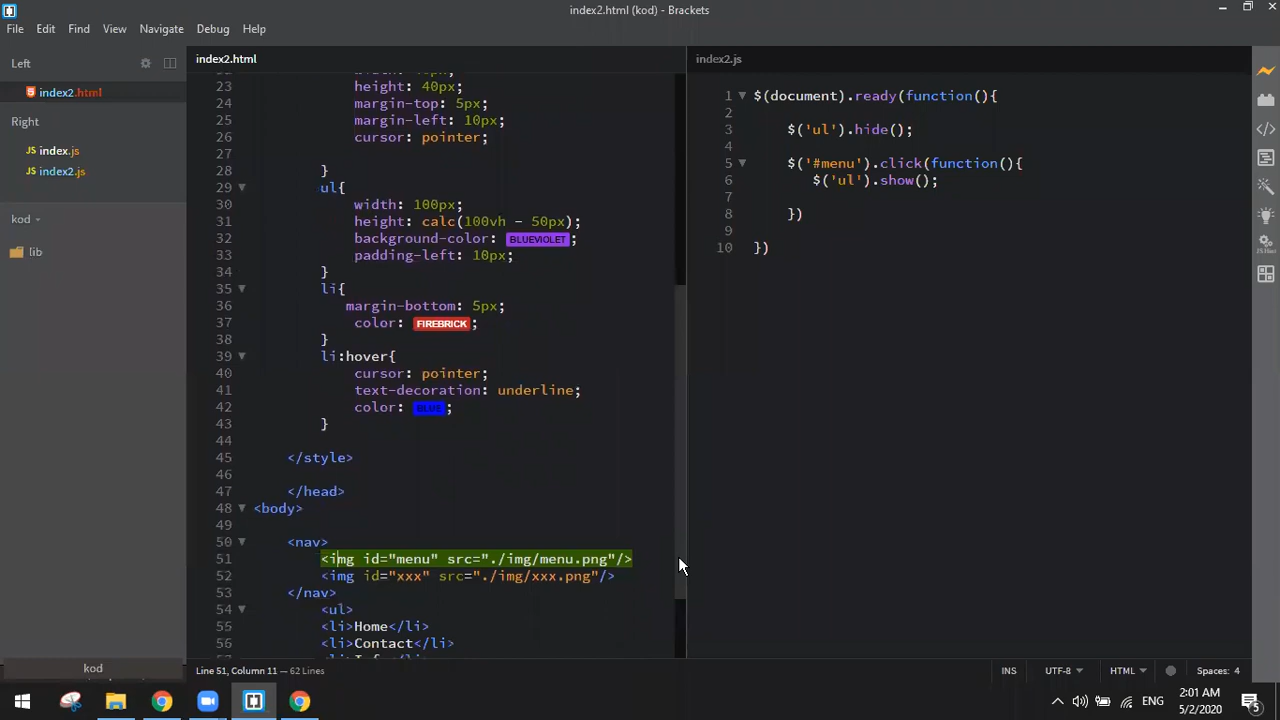 index2.html (kod) - Brackets
File Edit Find View Navigate Debug Help
Left
index2.html
Right
index.js
index2.js
kod
lib
kod
index2.html
23 height: 40px;
24 margin-top: 5px;
25 margin-left: 10px;
26 cursor: pointer;
27
28 }
29 ul{
30 width: 100px;
31 height: calc(100vh - 50px);
32 background-color: BLUEVIOLET;
33 padding-left: 10px;
34 }
35 li{
36 margin-bottom: 5px;
37 color: FIREBRICK;
38 }
39 li:hover{
40 cursor: pointer;
41 text-decoration: underline;
42 color: BLUE;
43 }
44
45 </style>
46
47 </head>
48 <body>
49
50 <nav>
51 <img id="menu" src="./img/menu.png"/>
52 <img id="xxx" src="./img/xxx.png"/>
53 </nav>
54 <ul>
55 <li>Home</li>
56 <li>Contact</li>
index2.js
1 $(document).ready(function(){
2
3 $('ul').hide();
4
5 $('#menu').click(function(){
6 $('ul').show();
7
8 })
9
10 })
Line 51, Column 11 — 62 Lines
INS UTF-8 HTML Spaces: 4
ENG
2:01 AM
5/2/2020
5